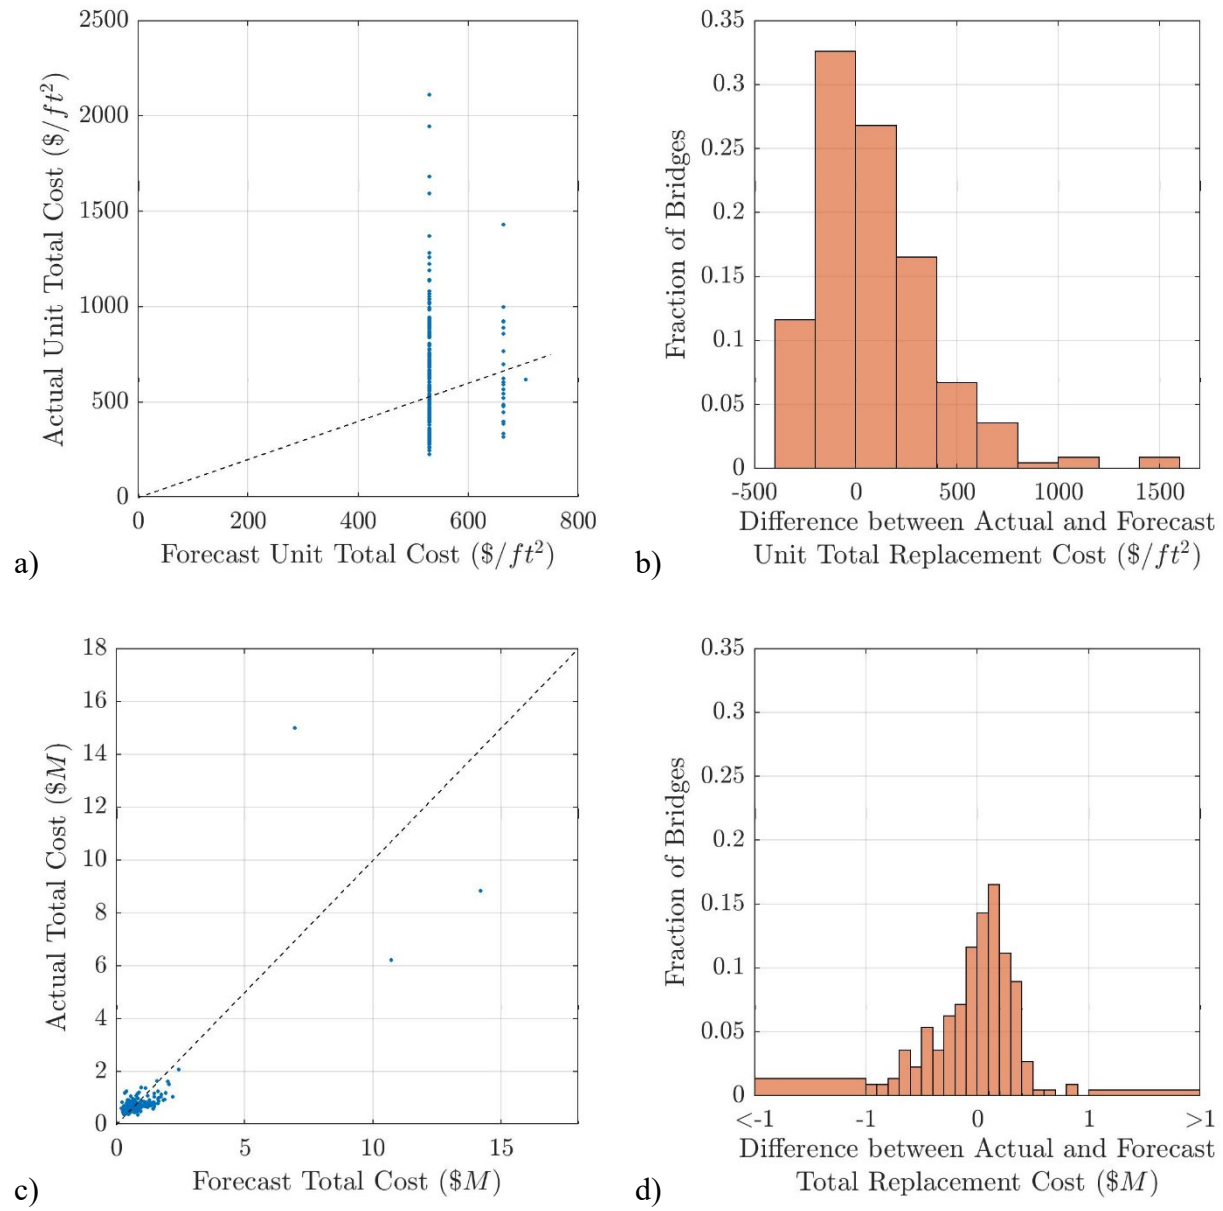 2500
2000
1500
1000
500
0
0 200 400 600 800
Actual Unit Total Cost ($/ft²)
Forecast Unit Total Cost ($/ft²)
a)
0.35
0.3
0.25
0.2
0.15
0.1
0.05
0
-500 0 500 1000 1500
Fraction of Bridges
Difference between Actual and Forecast
Unit Total Replacement Cost ($/ft²)
b)
18
16
14
12
10
8
6
4
2
0
0 5 10 15
Actual Total Cost ($M)
Forecast Total Cost ($M)
c)
0.35
0.3
0.25
0.2
0.15
0.1
0.05
0
<-1 -1 0 1 >1
Fraction of Bridges
Difference between Actual and Forecast
Total Replacement Cost ($M)
d)